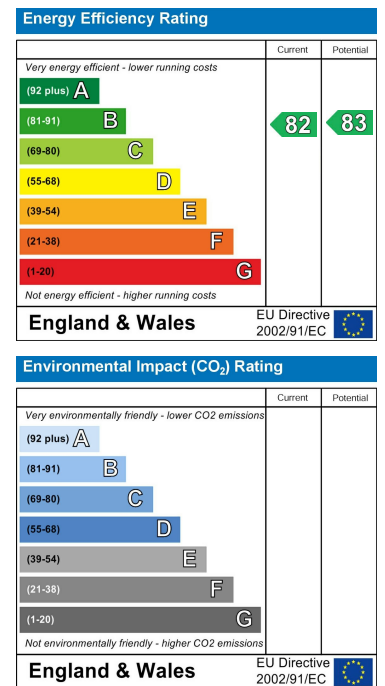 Energy Efficiency Rating
Current Potential
Very energy efficient - lower running costs
(92 plus) A
(81-91) B 82 83
(69-80) C
(55-68) D
(39-54) E
(21-38) F
(1-20) G
Not energy efficient - higher running costs
England & Wales
EU Directive
2002/91/EC
Environmental Impact (CO₂) Rating
Current Potential
Very environmentally friendly - lower CO2 emissions
(92 plus) A
(81-91) B
(69-80) C
(55-68) D
(39-54) E
(21-38) F
(1-20) G
Not environmentally friendly - higher CO2 emissions
England & Wales
EU Directive
2002/91/EC